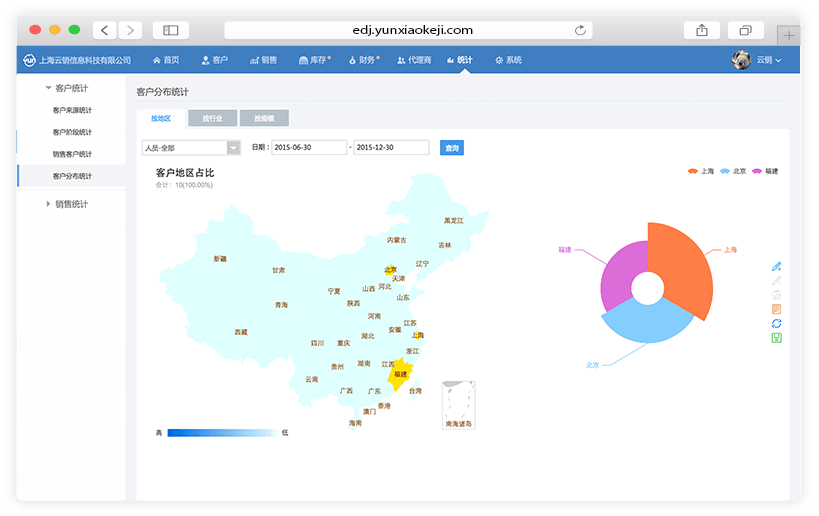 edj.yunxiaokeji.com
上海云销信息科技有限公司
首页 客户 销售 库存 财务 代理商 统计 系统 云销
客户统计
客户来源统计
客户阶段统计
销售客户统计
客户分布统计
销售统计
客户分布统计
按地区 按行业 按规模
人员-全部 日期：2015-06-30 - 2015-12-30 查询
客户地区占比
合计：10(100.00%)
上海 北京 福建
黑龙江
内蒙古
吉林
新疆
辽宁
甘肃
北京
天津
宁夏
山西
河北
青海
陕西
山东
河南
江苏
西藏
安徽
上海
湖北
四川
重庆
浙江
贵州
湖南
江西
福建
云南
广西
广东
台湾
香港
澳门
海南
南海诸岛
高 低
福建
上海
北京